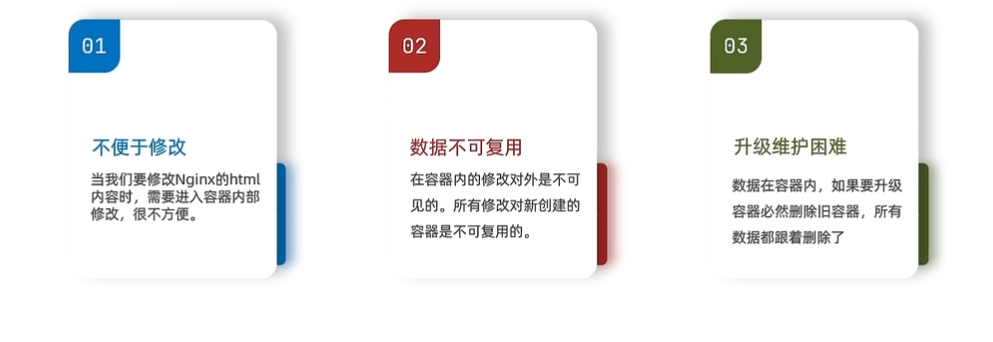 01
不便于修改
当我们要修改Nginx的html
内容时，需要进入容器内部
修改，很不方便。
02
数据不可复用
在容器内的修改对外是不可
见的。所有修改对新创建的
容器是不可复用的。
03
升级维护困难
数据在容器内，如果要升级
容器必然删除旧容器，所有
数据都跟着删除了